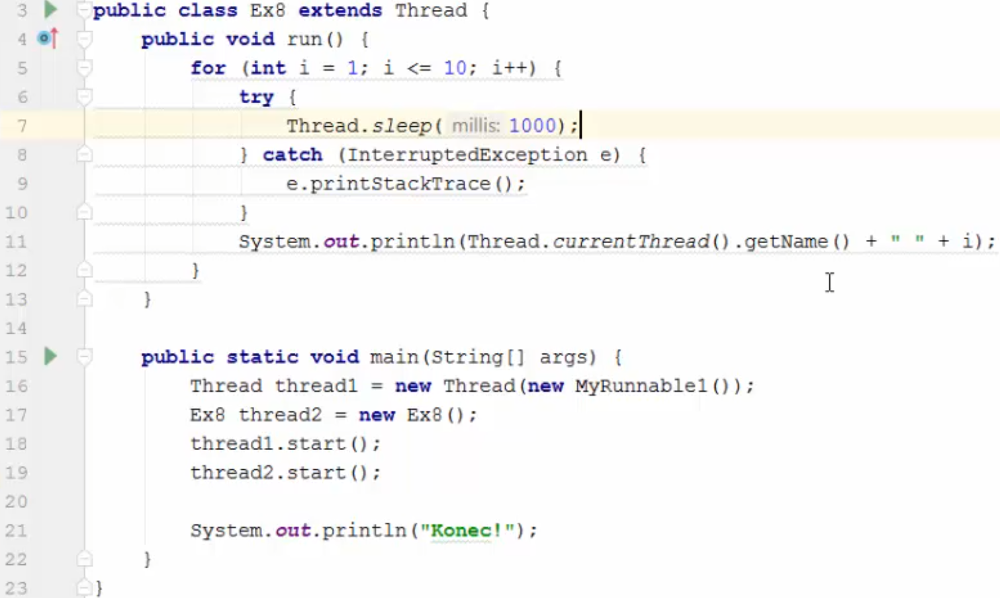 3 public class Ex8 extends Thread {
4 public void run() {
5 for (int i = 1; i <= 10; i++) {
6 try {
7 Thread.sleep( millis: 1000);
8 } catch (InterruptedException e) {
9 e.printStackTrace();
10 }
11 System.out.println(Thread.currentThread().getName() + " " + i);
12 }
13 }
14
15 public static void main(String[] args) {
16 Thread thread1 = new Thread(new MyRunnable1());
17 Ex8 thread2 = new Ex8();
18 thread1.start();
19 thread2.start();
20
21 System.out.println("Konec!");
22 }
23 }